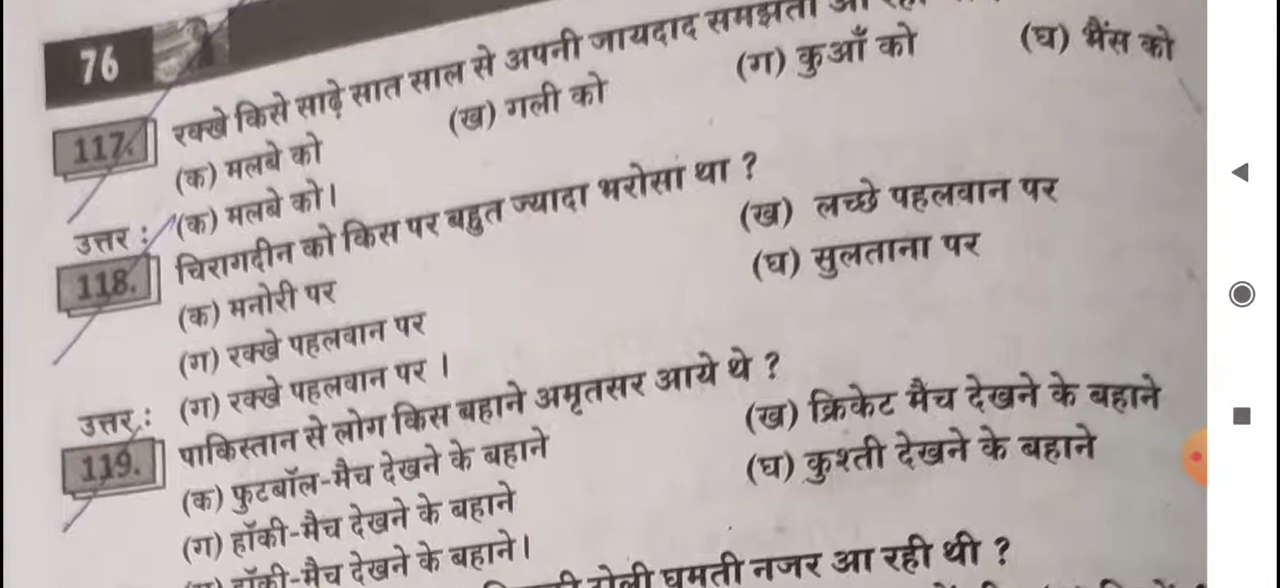 76
117. रक्खे किसे साढ़े सात साल से अपनी जायदाद समझता आ
(क) मलबे को (ख) गली को (ग) कुआँ को (घ) भैंस को
उत्तर : (क) मलबे को।
118. चिरागदीन को किस पर बहुत ज्यादा भरोसा था ?
(क) मनोरी पर (ख) लच्छे पहलवान पर
(ग) रक्खे पहलवान पर (घ) सुलताना पर
उत्तर : (ग) रक्खे पहलवान पर ।
119. पाकिस्तान से लोग किस बहाने अमृतसर आये थे ?
(क) फुटबॉल-मैच देखने के बहाने (ख) क्रिकेट मैच देखने के बहाने
(ग) हॉकी-मैच देखने के बहाने (घ) कुश्ती देखने के बहाने
हॉकी-मैच देखने के बहाने।
टोली घूमती नजर आ रही थी ?